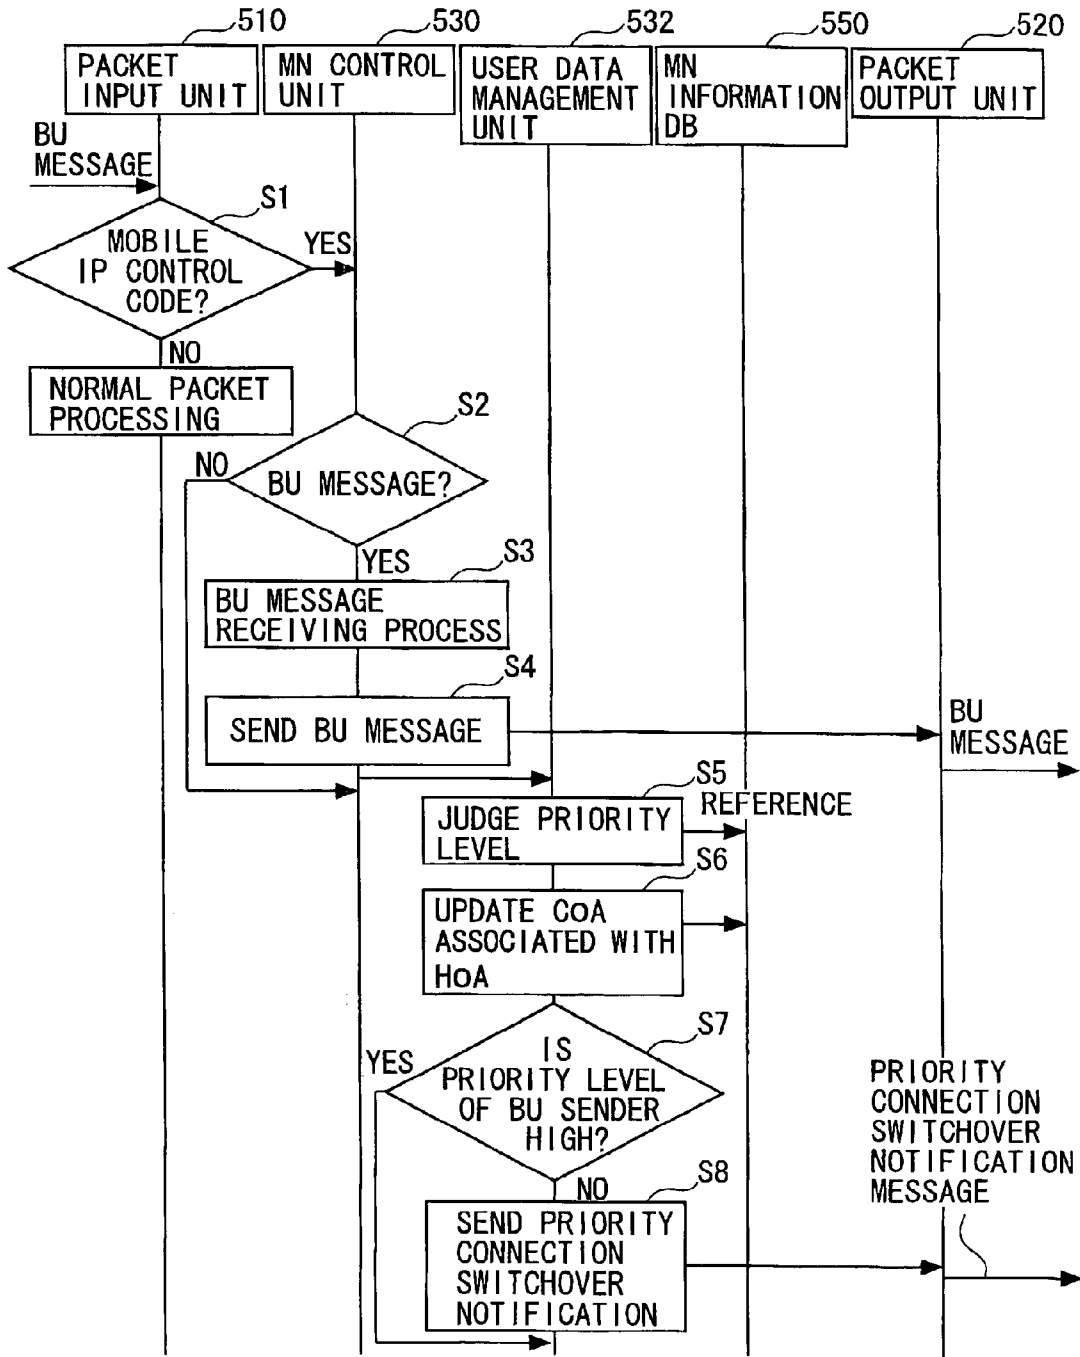 510
530
532
550
520
PACKET
INPUT UNIT
MN CONTROL
UNIT
USER DATA
MANAGEMENT
UNIT
MN
INFORMATION
DB
PACKET
OUTPUT UNIT
BU
MESSAGE
S1
MOBILE
IP CONTROL
CODE?
YES
NO
NORMAL PACKET
PROCESSING
S2
NO
BU MESSAGE?
YES
S3
BU MESSAGE
RECEIVING PROCESS
S4
SEND BU MESSAGE
BU
MESSAGE
S5
REFERENCE
JUDGE PRIORITY
LEVEL
S6
UPDATE CoA
ASSOCIATED WITH
HoA
S7
YES
IS
PRIORITY LEVEL
OF BU SENDER
HIGH?
PRIORITY
CONNECTION
SWITCHOVER
NOTIFICATION
MESSAGE
NO
S8
SEND PRIORITY
CONNECTION
SWITCHOVER
NOTIFICATION